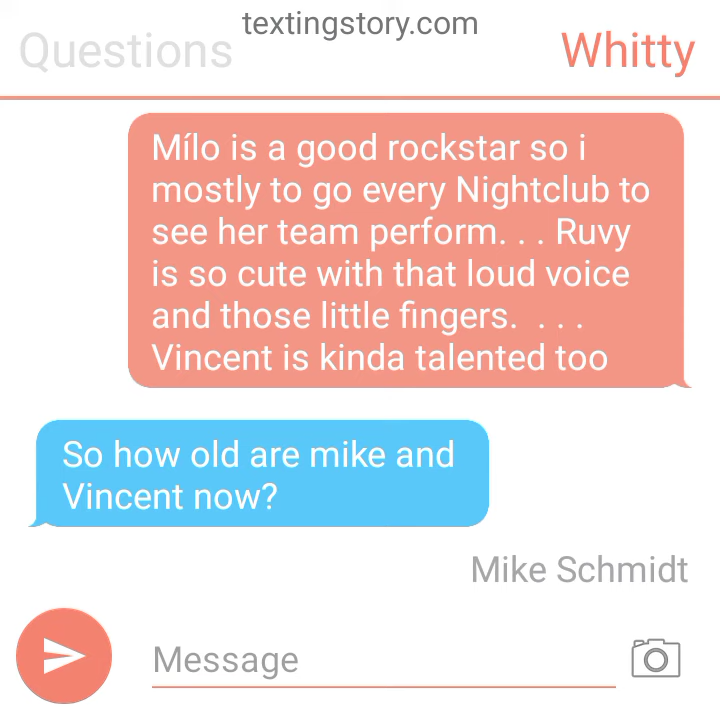 textingstory.com
Questions
Whitty
Mílo is a good rockstar so i
mostly to go every Nightclub to
see her team perform. . . Ruvy
is so cute with that loud voice
and those little fingers.  . . .
Vincent is kinda talented too
So how old are mike and
Vincent now?
Mike Schmidt
Message